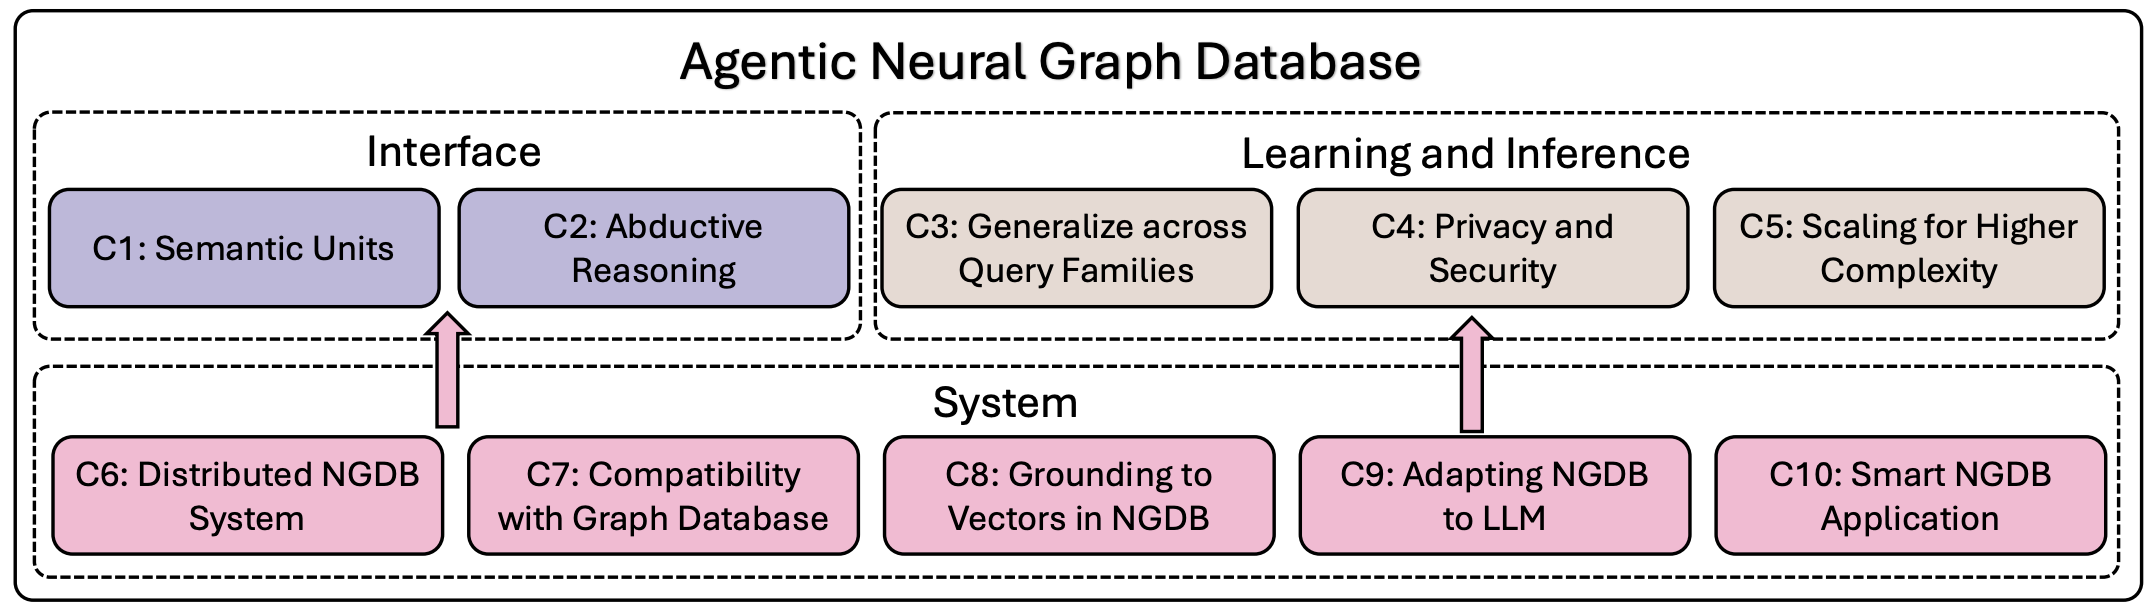 Agentic Neural Graph Database
Interface
C1: Semantic Units
C2: Abductive
Reasoning
Learning and Inference
C3: Generalize across
Query Families
C4: Privacy and
Security
C5: Scaling for Higher
Complexity
System
C6: Distributed NGDB
System
C7: Compatibility
with Graph Database
C8: Grounding to
Vectors in NGDB
C9: Adapting NGDB
to LLM
C10: Smart NGDB
Application